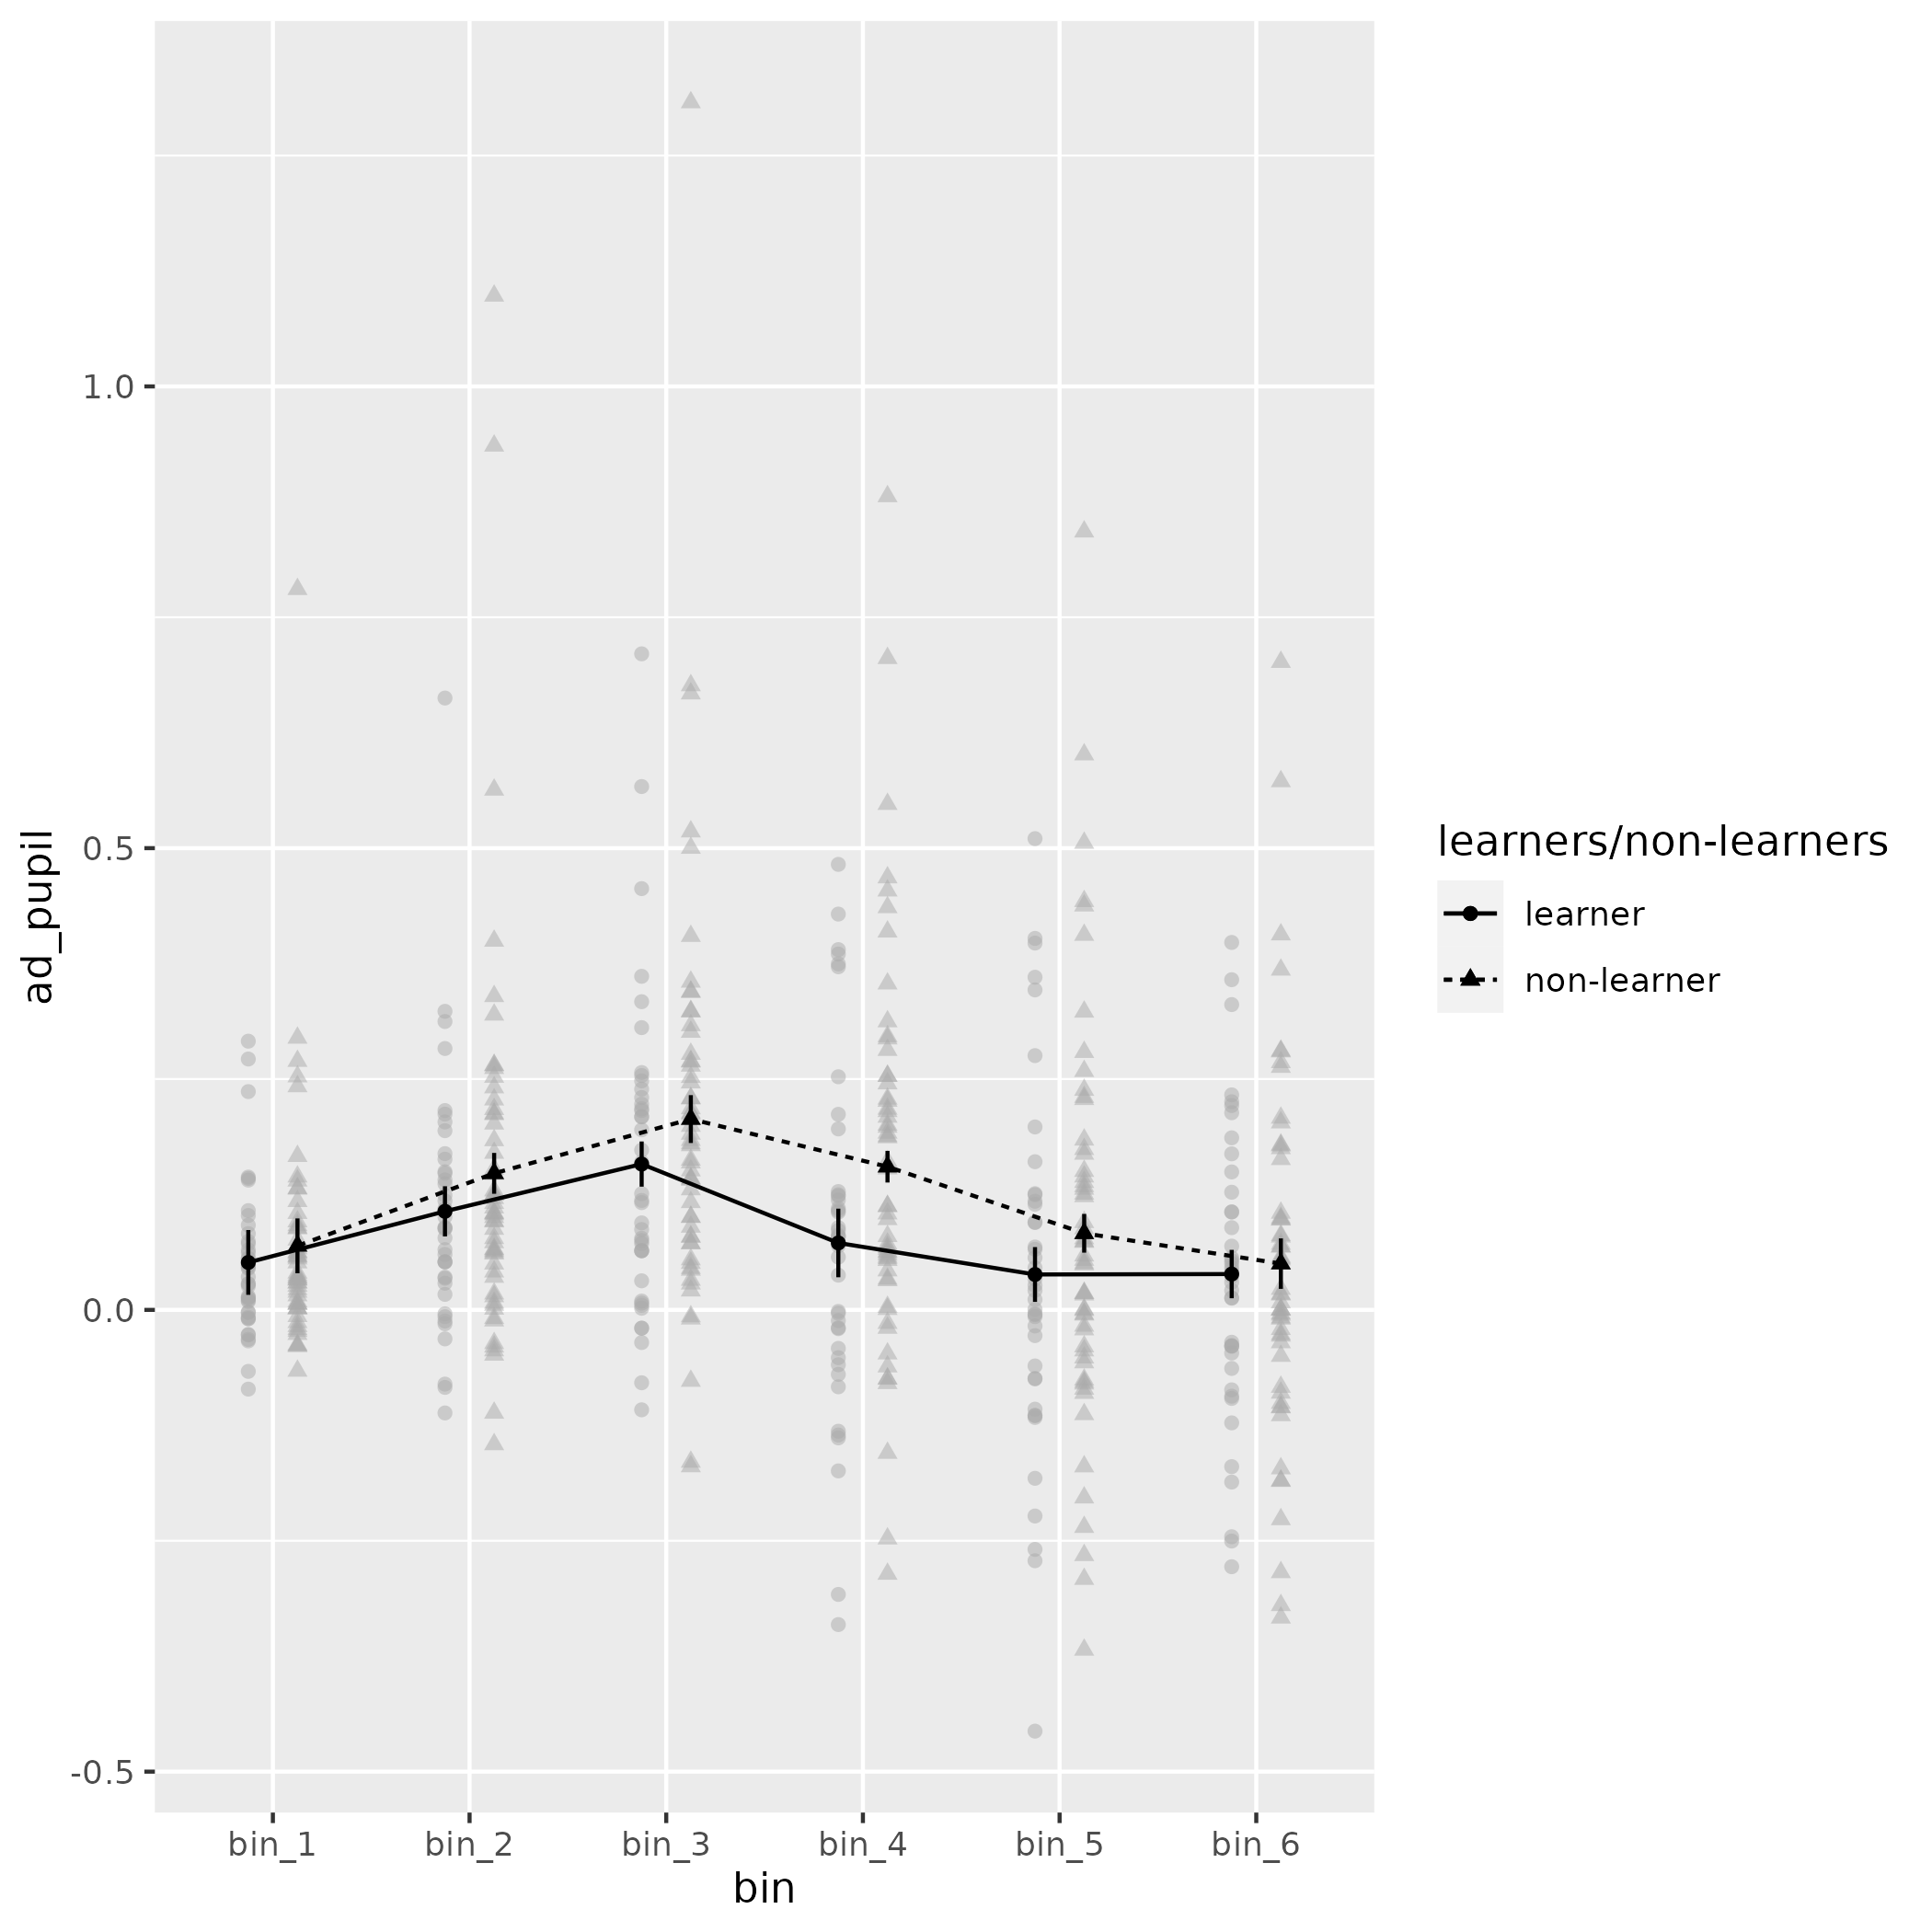 1.0
0.5
0.0
-0.5
ad_pupil
bin_1 bin_2 bin_3 bin_4 bin_5 bin_6
bin
learners/non-learners
learner
non-learner